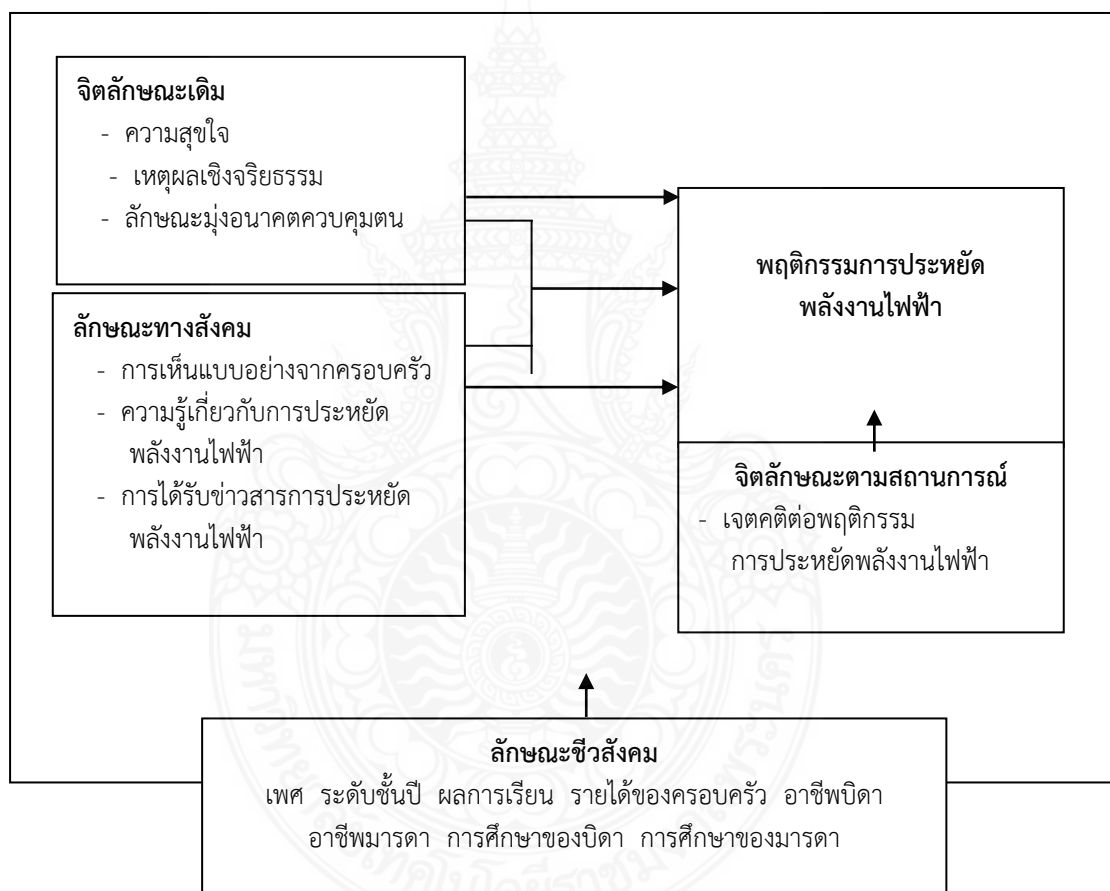 จิตลักษณะเดิม
- ความสุขใจ
- เหตุผลเชิงจริยธรรม
- ลักษณะมุ่งอนาคตควบคุมตน
ลักษณะทางสังคม
- การเห็นแบบอย่างจากครอบครัว
- ความรู้เกี่ยวกับการประหยัด
พลังงานไฟฟ้า
- การได้รับข่าวสารการประหยัด
พลังงานไฟฟ้า
พฤติกรรมการประหยัด
พลังงานไฟฟ้า
จิตลักษณะตามสถานการณ์
- เจตคติต่อพฤติกรรม
การประหยัดพลังงานไฟฟ้า
ลักษณะชีวสังคม
เพศ ระดับชั้นปี ผลการเรียน รายได้ของครอบครัว อาชีพบิดา
อาชีพมารดา การศึกษาของบิดา การศึกษาของมารดา